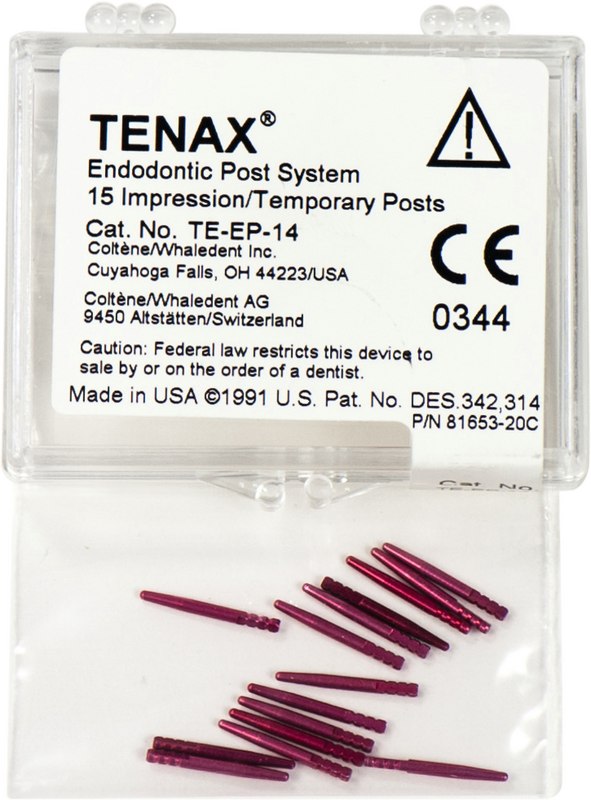 TENAX®
Endodontic Post System
15 Impression/Temporary Posts
Cat. No. TE-EP-14
Coltène/Whaledent Inc.
Cuyahoga Falls, OH 44223/USA
Coltène/Whaledent AG
9450 Altstätten/Switzerland
CE
0344
Caution: Federal law restricts this device to
sale by or on the order of a dentist.
Made in USA ©1991 U.S. Pat. No. DES.342,314
P/N 81653-20C
Cat. No.